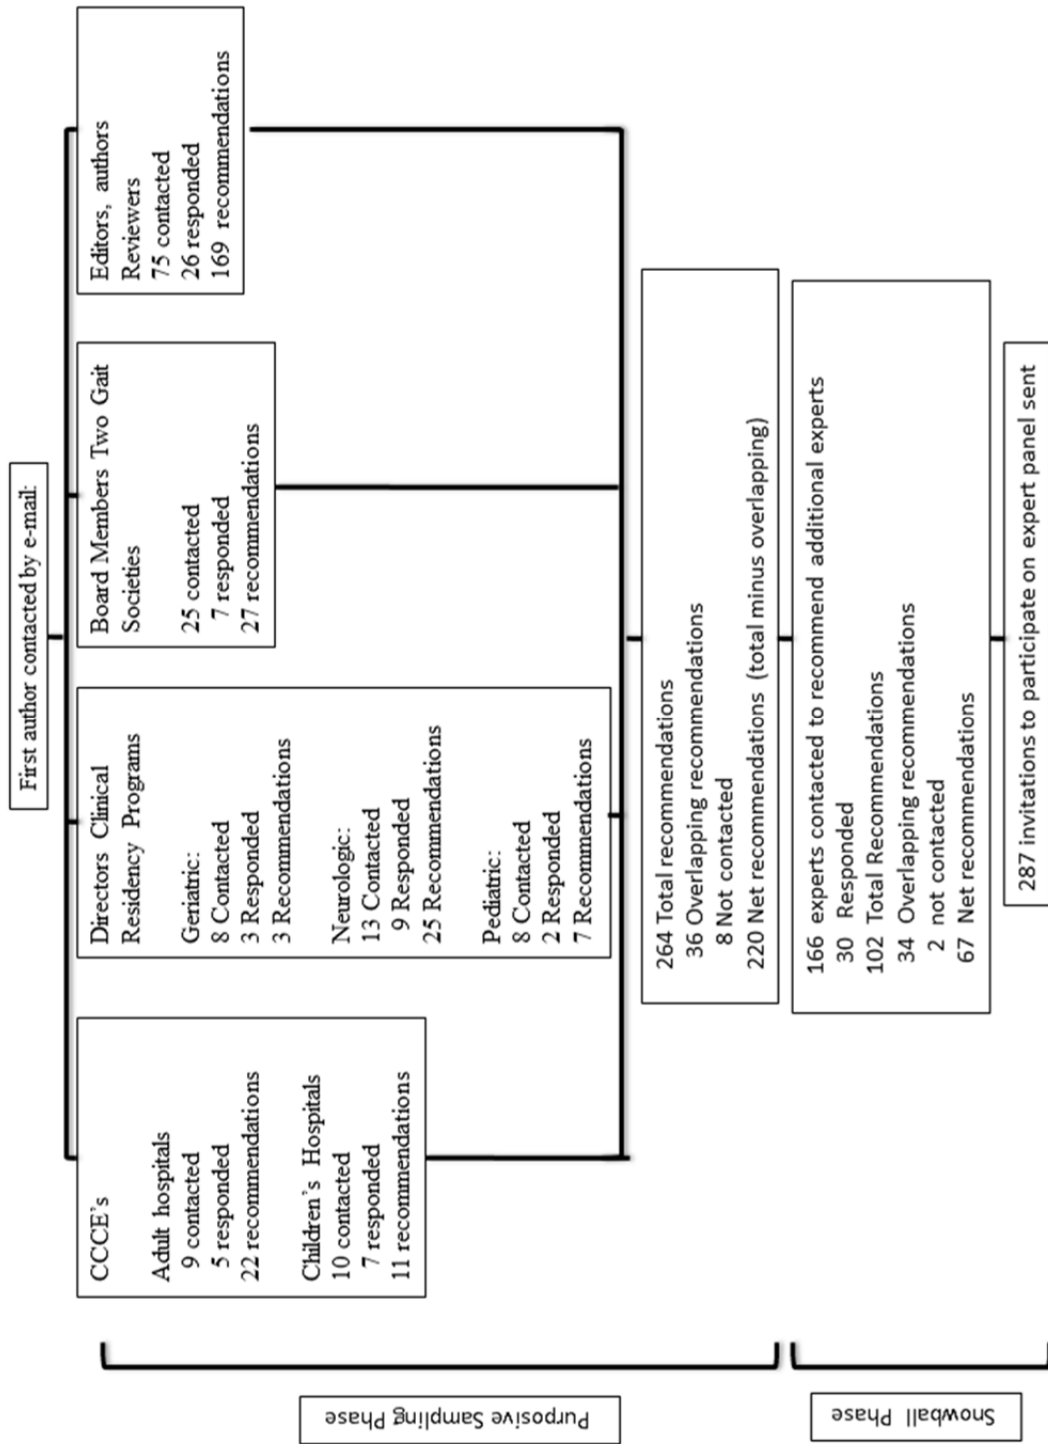 First author contacted by e-mail:
CCCE's
Adult hospitals
9 contacted
5 responded
22 recommendations
Children's Hospitals
10 contacted
7 responded
11 recommendations
Directors Clinical
Residency Programs
Geriatric:
8 Contacted
3 Responded
3 Recommendations
Neurologic:
13 Contacted
9 Responded
25 Recommendations
Pediatric:
8 Contacted
2 Responded
7 Recommendations
Board Members Two Gait
Societies
25 contacted
7 responded
27 recommendations
Editors, authors
Reviewers
75 contacted
26 responded
169 recommendations
264 Total recommendations
36 Overlapping recommendations
8 Not contacted
220 Net recommendations (total minus overlapping)
166 experts contacted to recommend additional experts
30 Responded
102 Total Recommendations
34 Overlapping recommendations
2 not contacted
67 Net recommendations
287 invitations to participate on expert panel sent
Purposive Sampling Phase
Snowball Phase